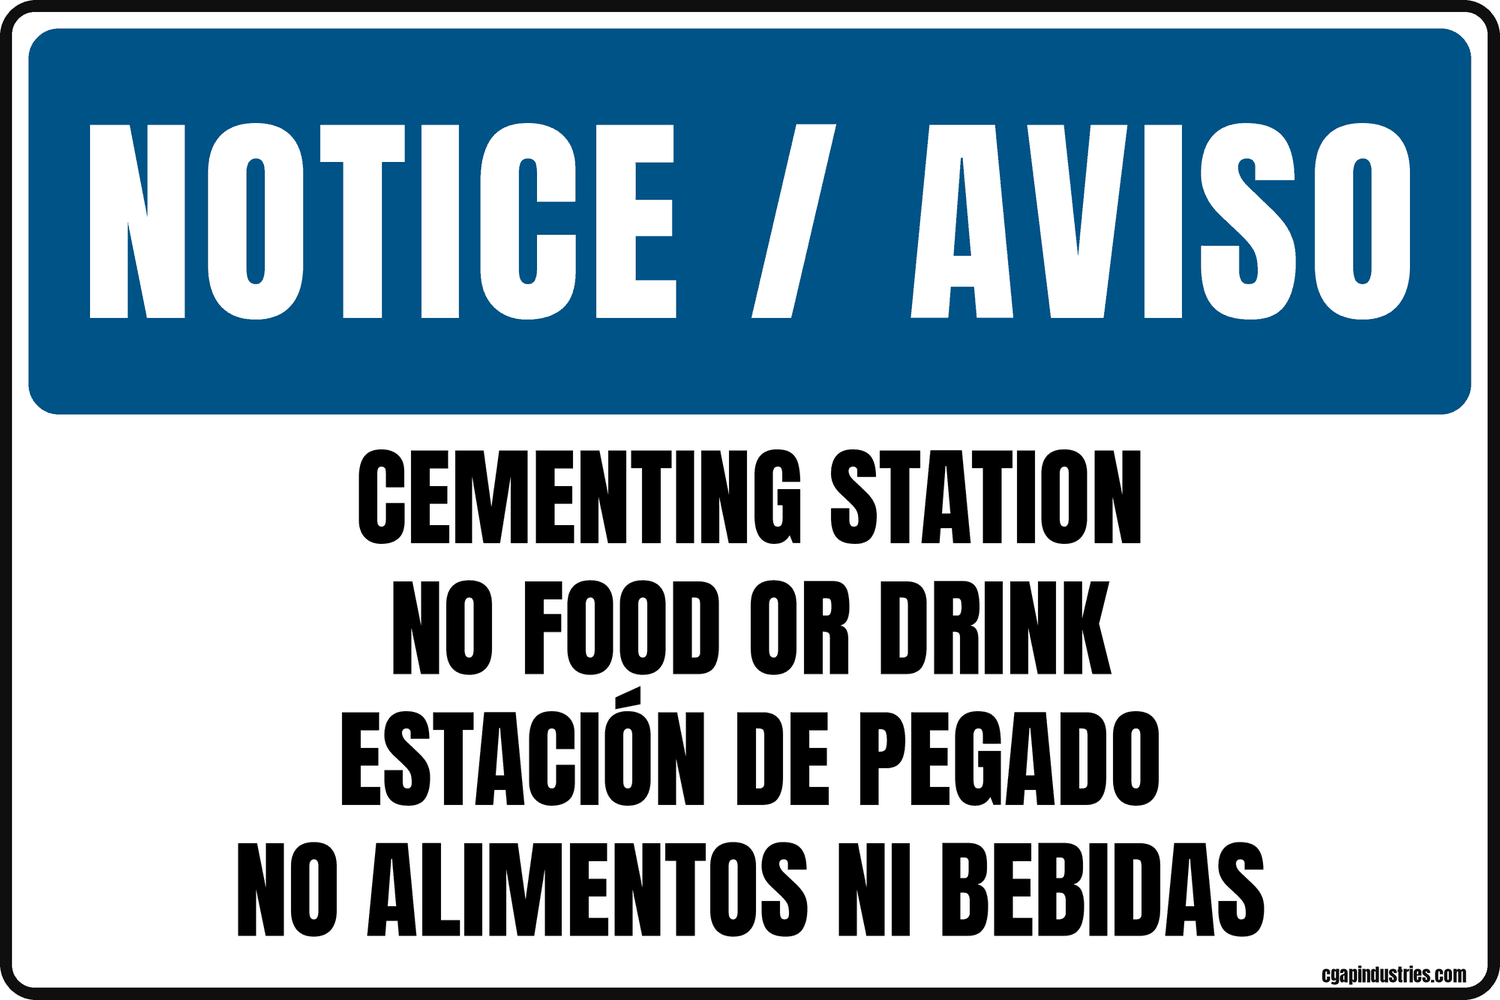 NOTICE / AVISO
CEMENTING STATION
NO FOOD OR DRINK
ESTACIÓN DE PEGADO
NO ALIMENTOS NI BEBIDAS
cgapindustries.com